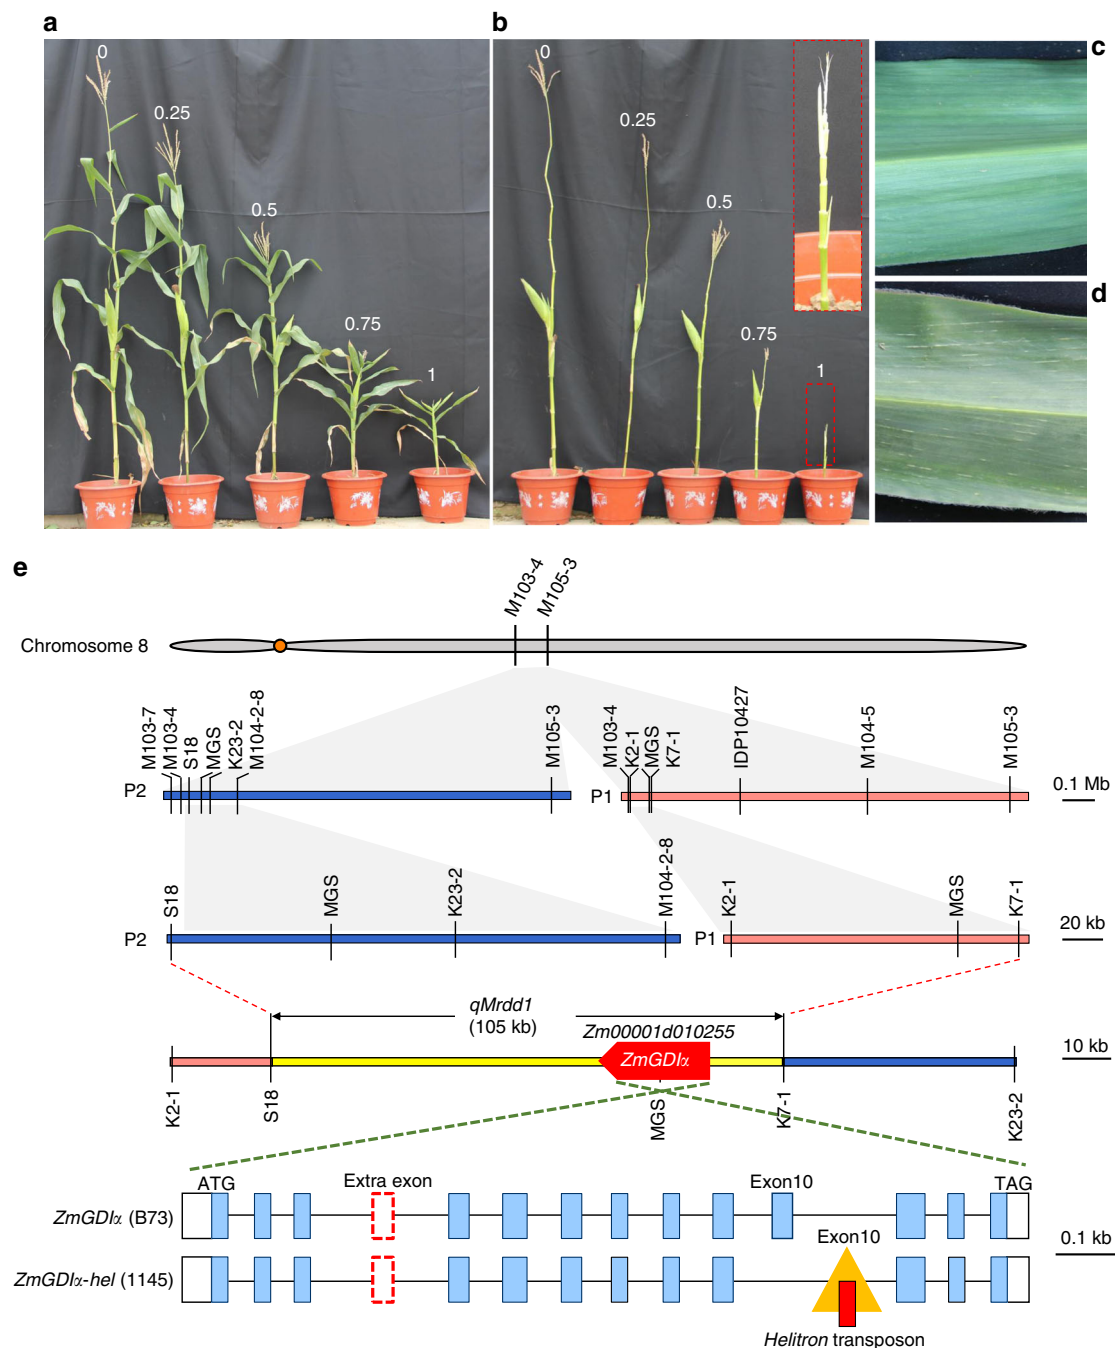 a
b
c
d
0
0.25
0.5
0.75
1
0
0.25
0.5
0.75
1
e
M103-4
M105-3
Chromosome 8
M103-7
M103-4
S18
MGS
K23-2
M104-2-8
M105-3
M103-4
K2-1
MGS
K7-1
IDP10427
M104-5
M105-3
P2
P1
0.1 Mb
S18
MGS
K23-2
M104-2-8
K2-1
MGS
K7-1
P2
P1
20 kb
qMrdd1
(105 kb)
Zm00001d010255
ZmGDIα
10 kb
K2-1
S18
MGS
K7-1
K23-2
ATG
Extra exon
Exon10
TAG
ZmGDIα (B73)
0.1 kb
Exon10
ZmGDIα-hel (1145)
Helitron transposon